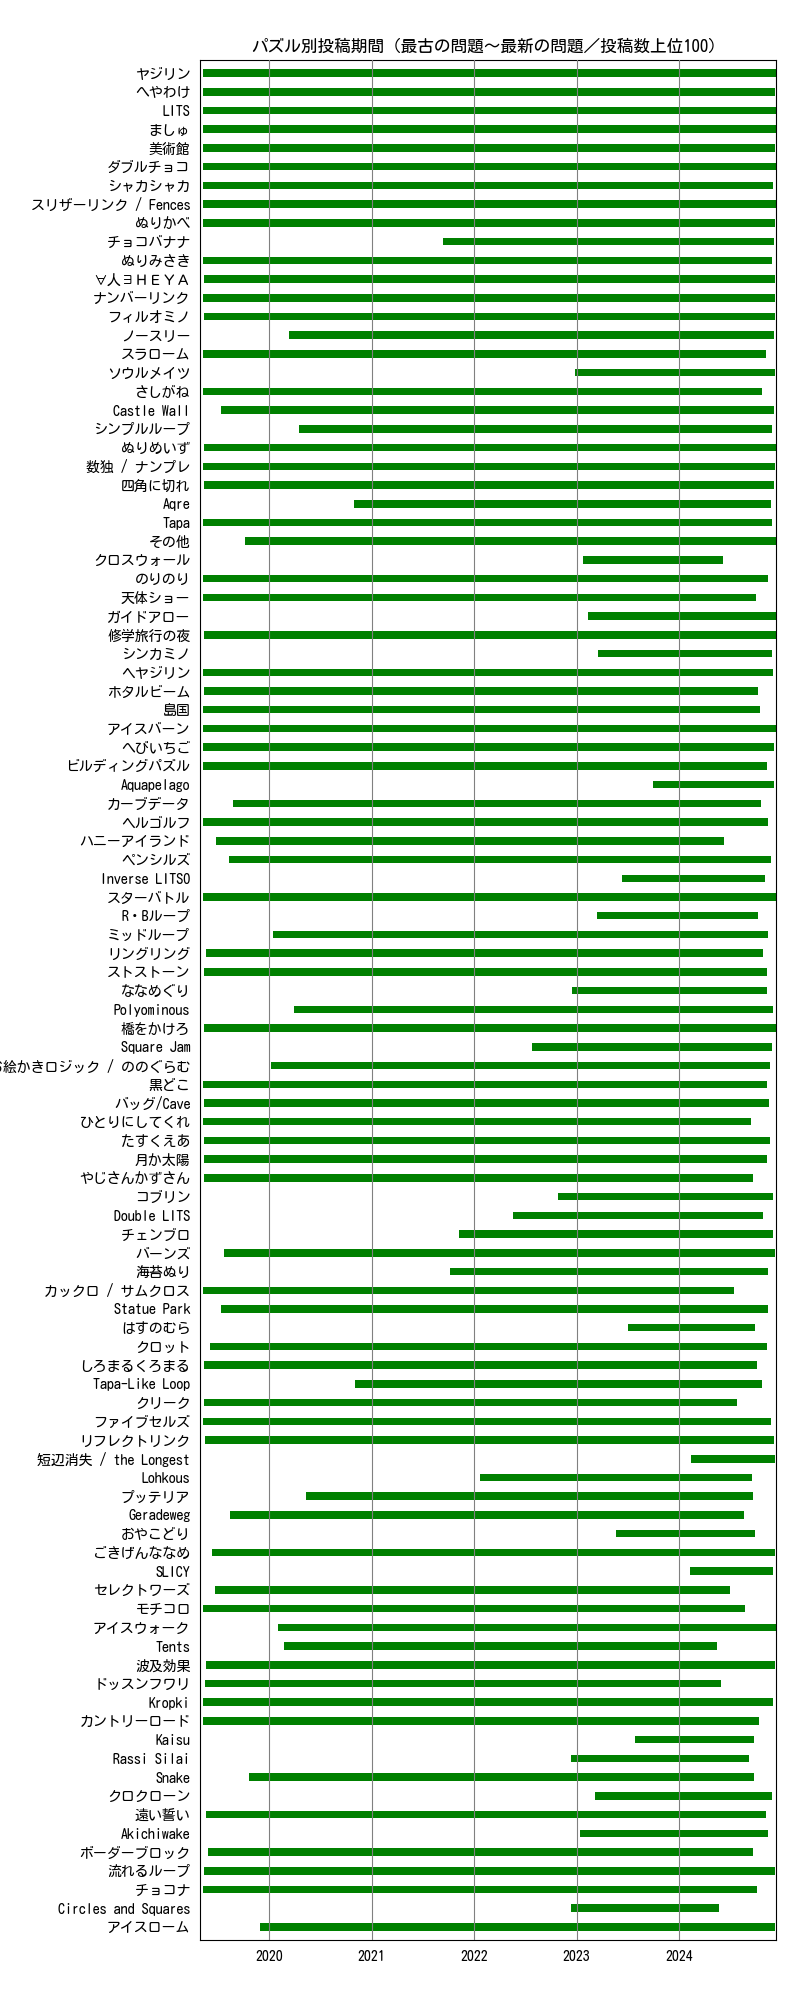 パズル別投稿期間（最古の問題～最新の問題／投稿数上位100）
ヤジリン
へやわけ
LITS
ましゅ
美術館
ダブルチョコ
シャカシャカ
スリザーリンク / Fences
ぬりかべ
チョコバナナ
ぬりみさき
∀人∃ＨＥＹＡ
ナンバーリンク
フィルオミノ
ノースリー
スラローム
ソウルメイツ
さしがね
Castle Wall
シンプルループ
ぬりめいず
数独 / ナンプレ
四角に切れ
Aqre
Tapa
その他
クロスウォール
のりのり
天体ショー
ガイドアロー
修学旅行の夜
シンカミノ
ヘヤジリン
ホタルビーム
島国
アイスバーン
へびいちご
ビルディングパズル
Aquapelago
カーブデータ
ヘルゴルフ
ハニーアイランド
ペンシルズ
Inverse LITSO
スターバトル
R・Bループ
ミッドループ
リングリング
ストストーン
ななめぐり
Polyominous
橋をかけろ
Square Jam
絵かきロジック / ののぐらむ
黒どこ
バッグ/Cave
ひとりにしてくれ
たすくえあ
月か太陽
やじさんかずさん
コブリン
Double LITS
チェンブロ
バーンズ
海苔ぬり
カックロ / サムクロス
Statue Park
はすのむら
クロット
しろまるくろまる
Tapa-Like Loop
クリーク
ファイブセルズ
リフレクトリンク
短辺消失 / the Longest
Lohkous
プッテリア
Geradeweg
おやこどり
ごきげんななめ
SLICY
セレクトワーズ
モチコロ
アイスウォーク
Tents
波及効果
ドッスンフワリ
Kropki
カントリーロード
Kaisu
Rassi Silai
Snake
クロクローン
遠い誓い
Akichiwake
ボーダーブロック
流れるループ
チョコナ
Circles and Squares
アイスローム
2020 2021 2022 2023 2024